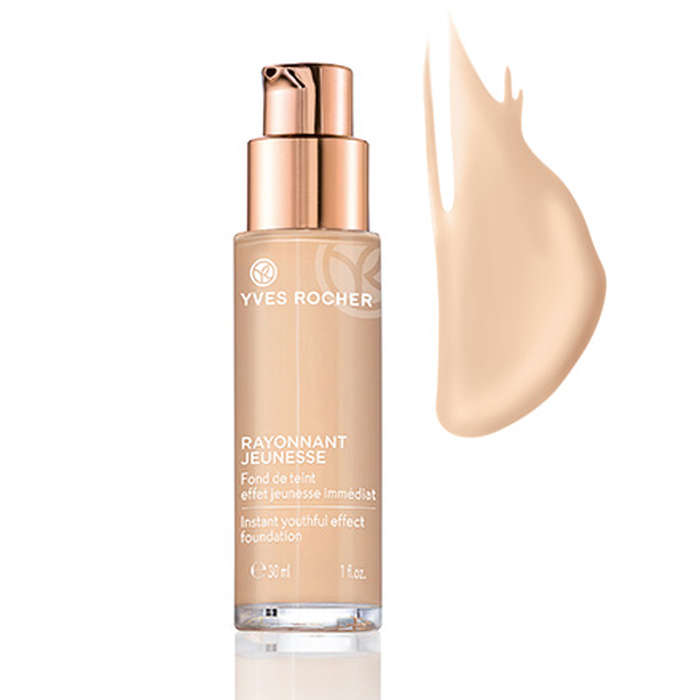 YVES ROCHER
RAYONNANT
JEUNESSE
Fond de teint
effet jeunesse immédiat
Instant youthful effect
foundation
℮30 ml 1 fl.oz.